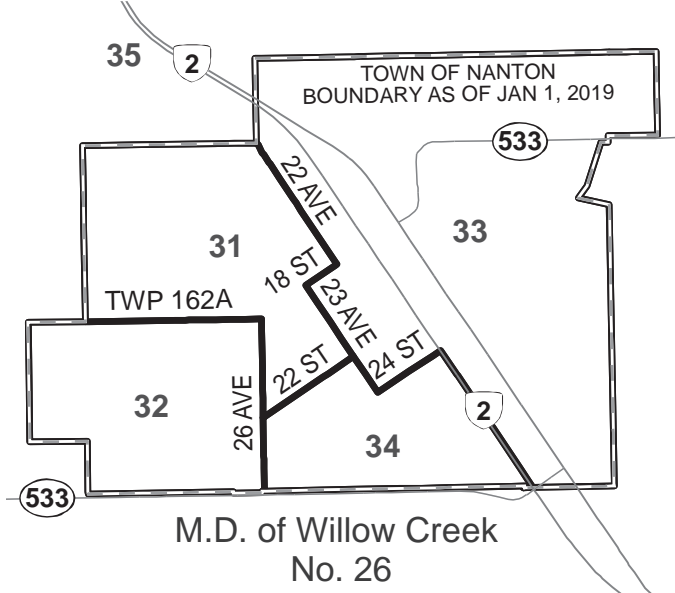 35
2
TOWN OF NANTON
BOUNDARY AS OF JAN 1, 2019
533
22 AVE
31
33
18 ST
TWP 162A
23 AVE
24 ST
22 ST
32
26 AVE
2
34
533
M.D. of Willow Creek
No. 26